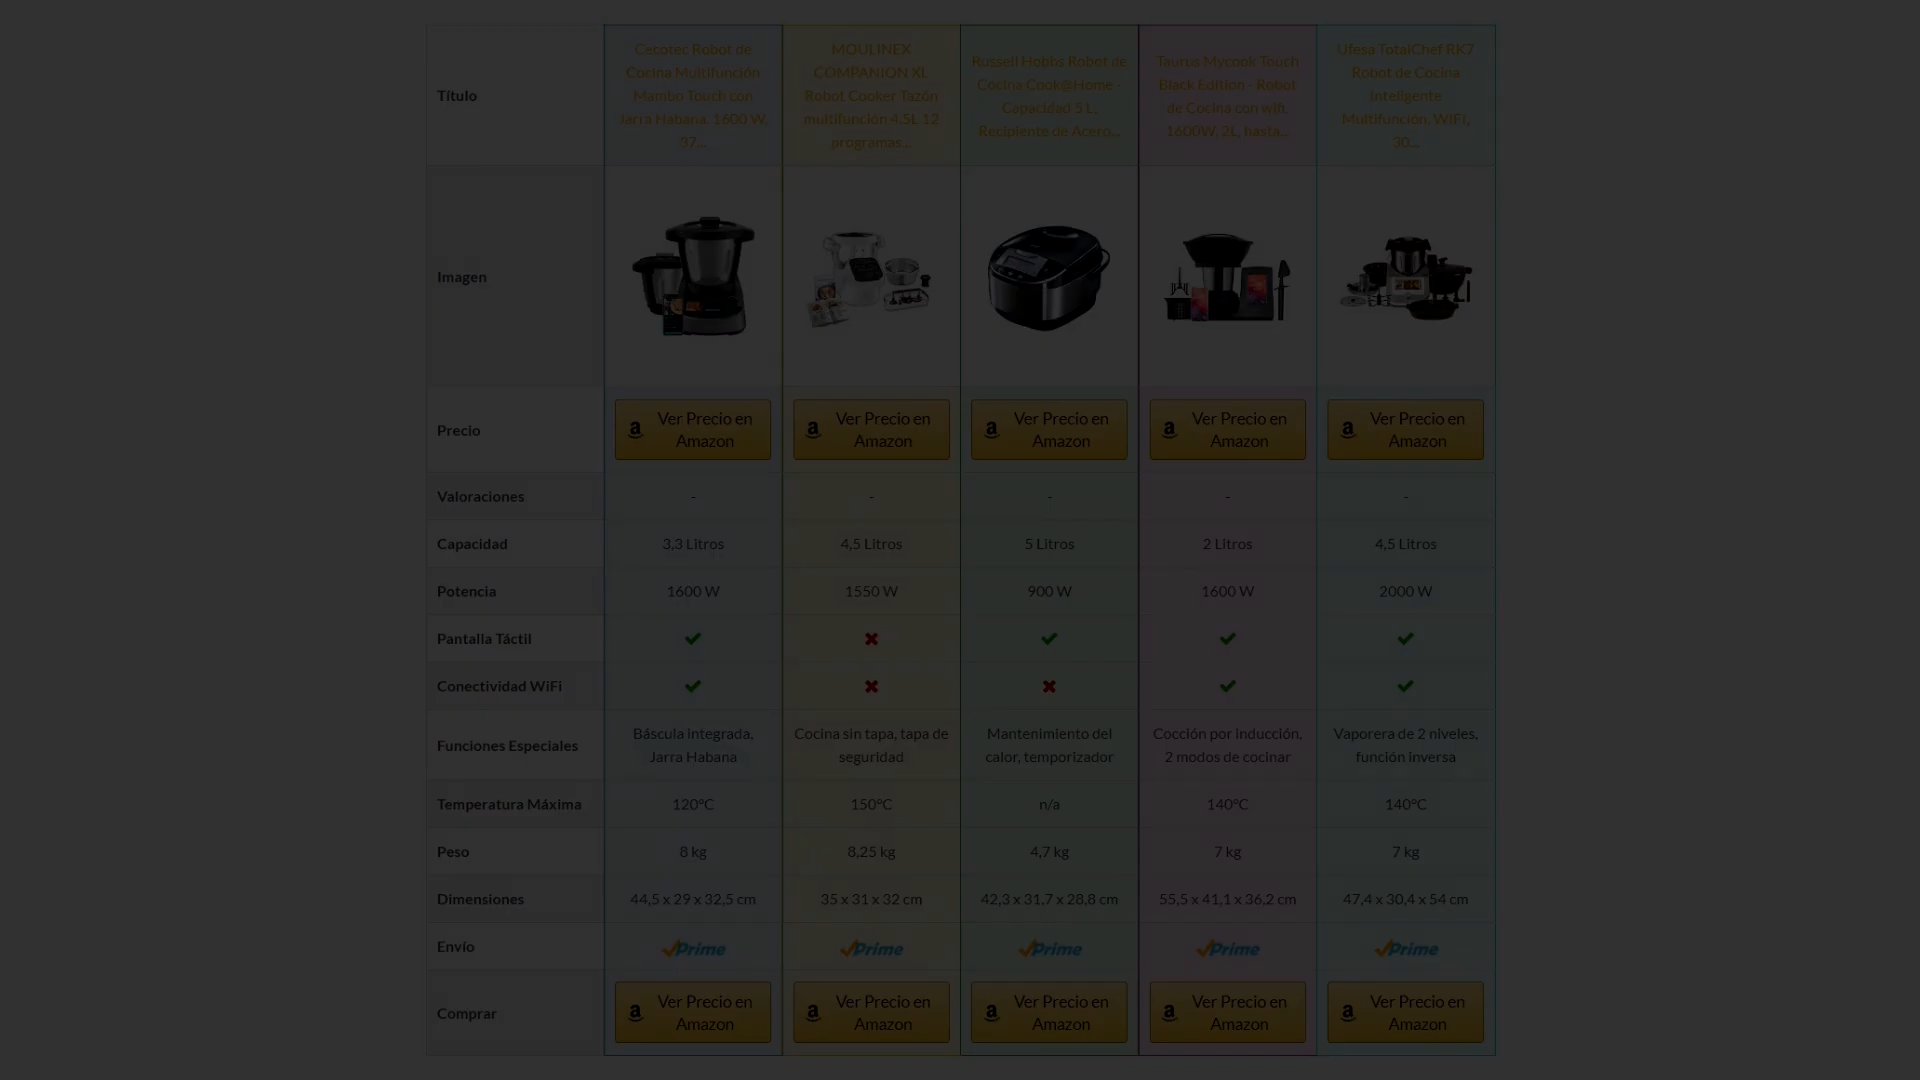 Título
Cecotec Robot de
Cocina Multifunción
Mambo Touch con
Jarra Habana, 1600 W,
37...
MOULINEX
COMPANION XL
Robot Cooker Tazón
multifunción 4.5L 12
programas...
Russell Hobbs Robot de
Cocina Cook@Home -
Capacidad 5 L,
Recipiente de Acero...
Taurus Mycook Touch
Black Edition - Robot
de Cocina con wifi,
1600W, 2L, hasta...
Ufesa TotalChef RK7
Robot de Cocina
Inteligente
Multifunción, WIFI,
30...
Imagen
Precio
Ver Precio en
Amazon
Ver Precio en
Amazon
Ver Precio en
Amazon
Ver Precio en
Amazon
Ver Precio en
Amazon
Valoraciones - - - - -
Capacidad 3,3 Litros 4,5 Litros 5 Litros 2 Litros 4,5 Litros
Potencia 1600 W 1550 W 900 W 1600 W 2000 W
Pantalla Táctil
Conectividad WiFi
Funciones Especiales
Báscula integrada,
Jarra Habana
Cocina sin tapa, tapa de
seguridad
Mantenimiento del
calor, temporizador
Cocción por inducción,
2 modos de cocinar
Vaporera de 2 niveles,
función inversa
Temperatura Máxima 120°C 150°C n/a 140°C 140°C
Peso 8 kg 8,25 kg 4,7 kg 7 kg 7 kg
Dimensiones 44,5 x 29 x 32,5 cm 35 x 31 x 32 cm 42,3 x 31,7 x 28,8 cm 55,5 x 41,1 x 36,2 cm 47,4 x 30,4 x 54 cm
Envío Prime Prime Prime Prime Prime
Comprar
Ver Precio en
Amazon
Ver Precio en
Amazon
Ver Precio en
Amazon
Ver Precio en
Amazon
Ver Precio en
Amazon